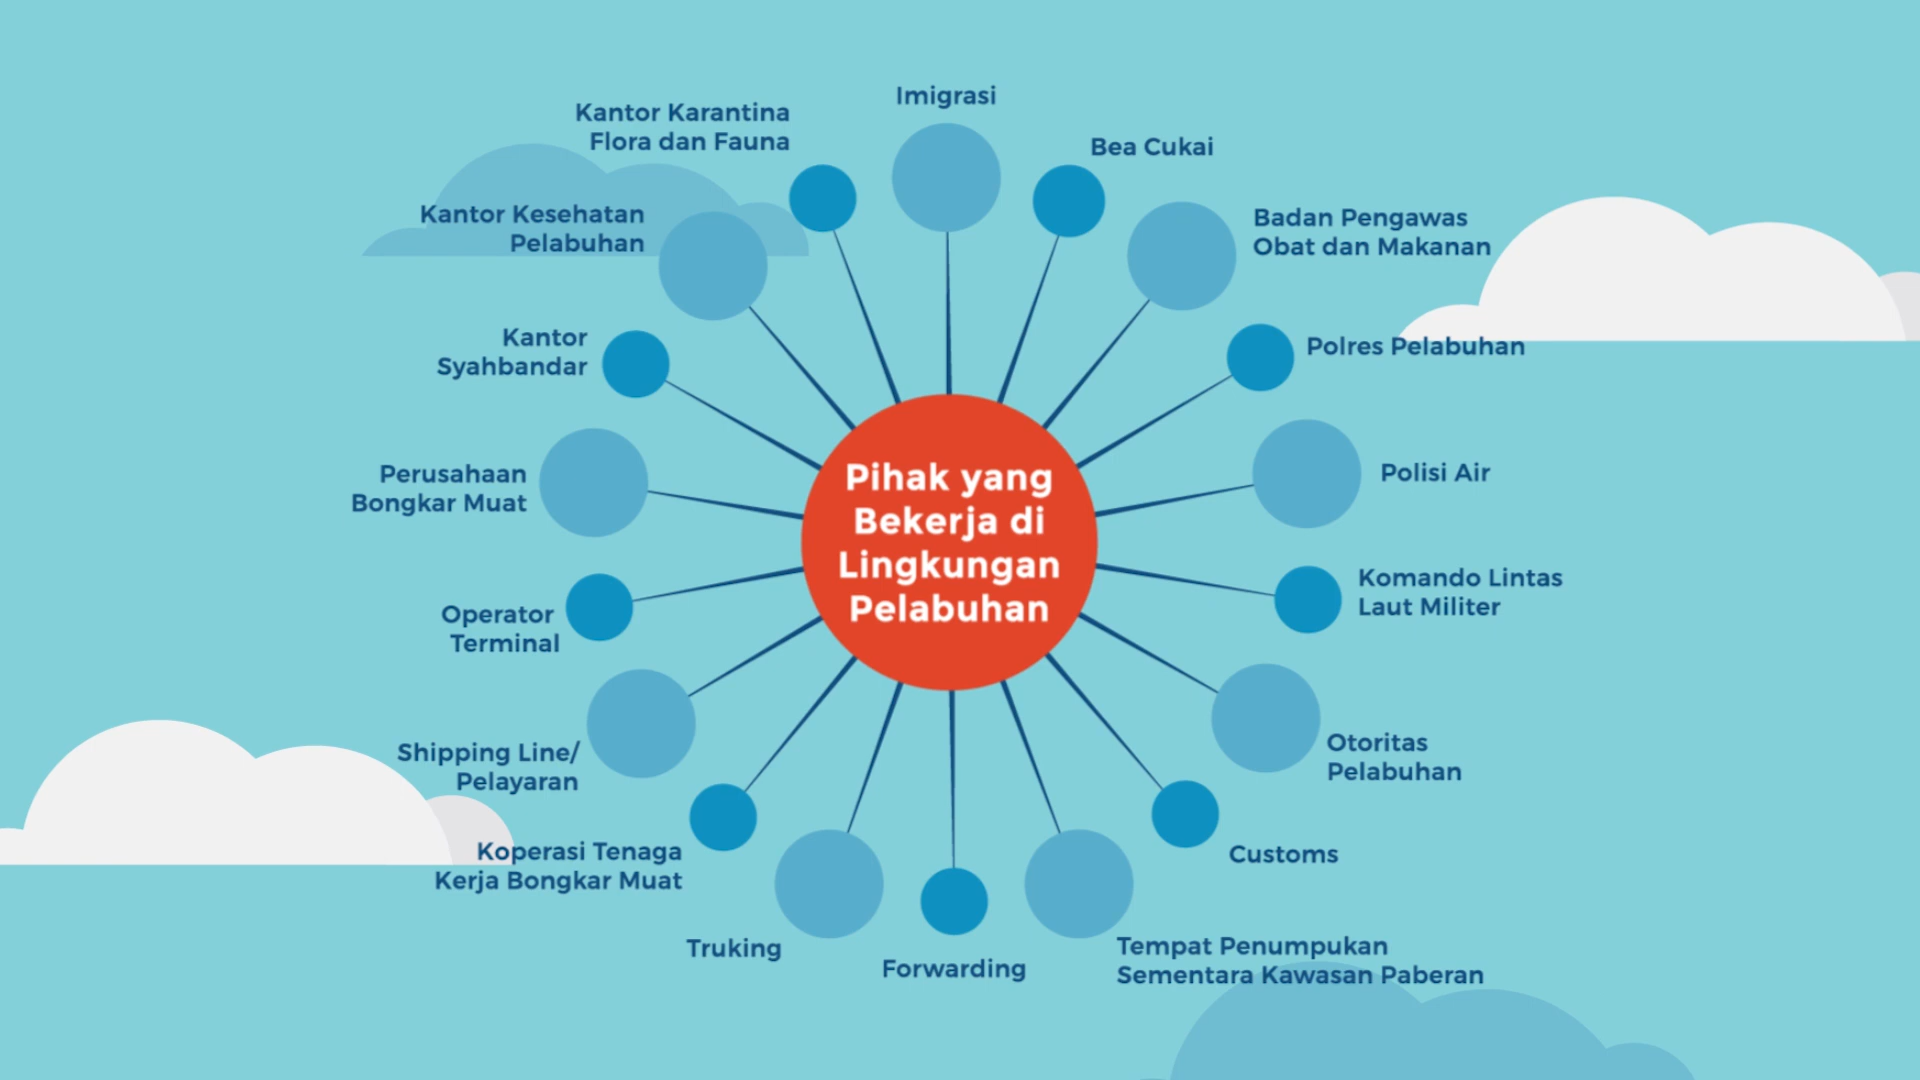 Pihak yang
Bekerja di
Lingkungan
Pelabuhan
Imigrasi
Bea Cukai
Badan Pengawas
Obat dan Makanan
Polres Pelabuhan
Polisi Air
Komando Lintas
Laut Militer
Otoritas
Pelabuhan
Customs
Tempat Penumpukan
Sementara Kawasan Paberan
Forwarding
Truking
Koperasi Tenaga
Kerja Bongkar Muat
Shipping Line/
Pelayaran
Operator
Terminal
Perusahaan
Bongkar Muat
Kantor
Syahbandar
Kantor Kesehatan
Pelabuhan
Kantor Karantina
Flora dan Fauna